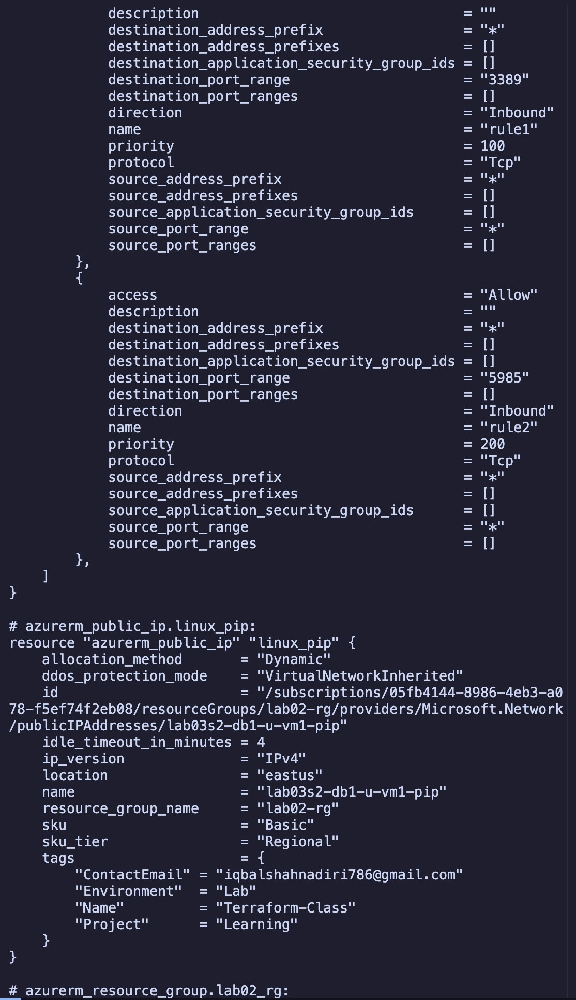 description = ""
destination_address_prefix = "*"
destination_address_prefixes = []
destination_application_security_group_ids = []
destination_port_range = "3389"
destination_port_ranges = []
direction = "Inbound"
name = "rule1"
priority = 100
protocol = "Tcp"
source_address_prefix = "*"
source_address_prefixes = []
source_application_security_group_ids = []
source_port_range = "*"
source_port_ranges = []
},
{
access = "Allow"
description = ""
destination_address_prefix = "*"
destination_address_prefixes = []
destination_application_security_group_ids = []
destination_port_range = "5985"
destination_port_ranges = []
direction = "Inbound"
name = "rule2"
priority = 200
protocol = "Tcp"
source_address_prefix = "*"
source_address_prefixes = []
source_application_security_group_ids = []
source_port_range = "*"
source_port_ranges = []
},
]
}
# azurerm_public_ip.linux_pip:
resource "azurerm_public_ip" "linux_pip" {
allocation_method = "Dynamic"
ddos_protection_mode = "VirtualNetworkInherited"
id = "/subscriptions/05fb4144-8986-4eb3-a0
78-f5ef74f2eb08/resourceGroups/lab02-rg/providers/Microsoft.Network
/publicIPAddresses/lab03s2-db1-u-vm1-pip"
idle_timeout_in_minutes = 4
ip_version = "IPv4"
location = "eastus"
name = "lab03s2-db1-u-vm1-pip"
resource_group_name = "lab02-rg"
sku = "Basic"
sku_tier = "Regional"
tags = {
"ContactEmail" = "iqbalshahnadiri786@gmail.com"
"Environment" = "Lab"
"Name" = "Terraform-Class"
"Project" = "Learning"
}
}
# azurerm_resource_group.lab02_rg: